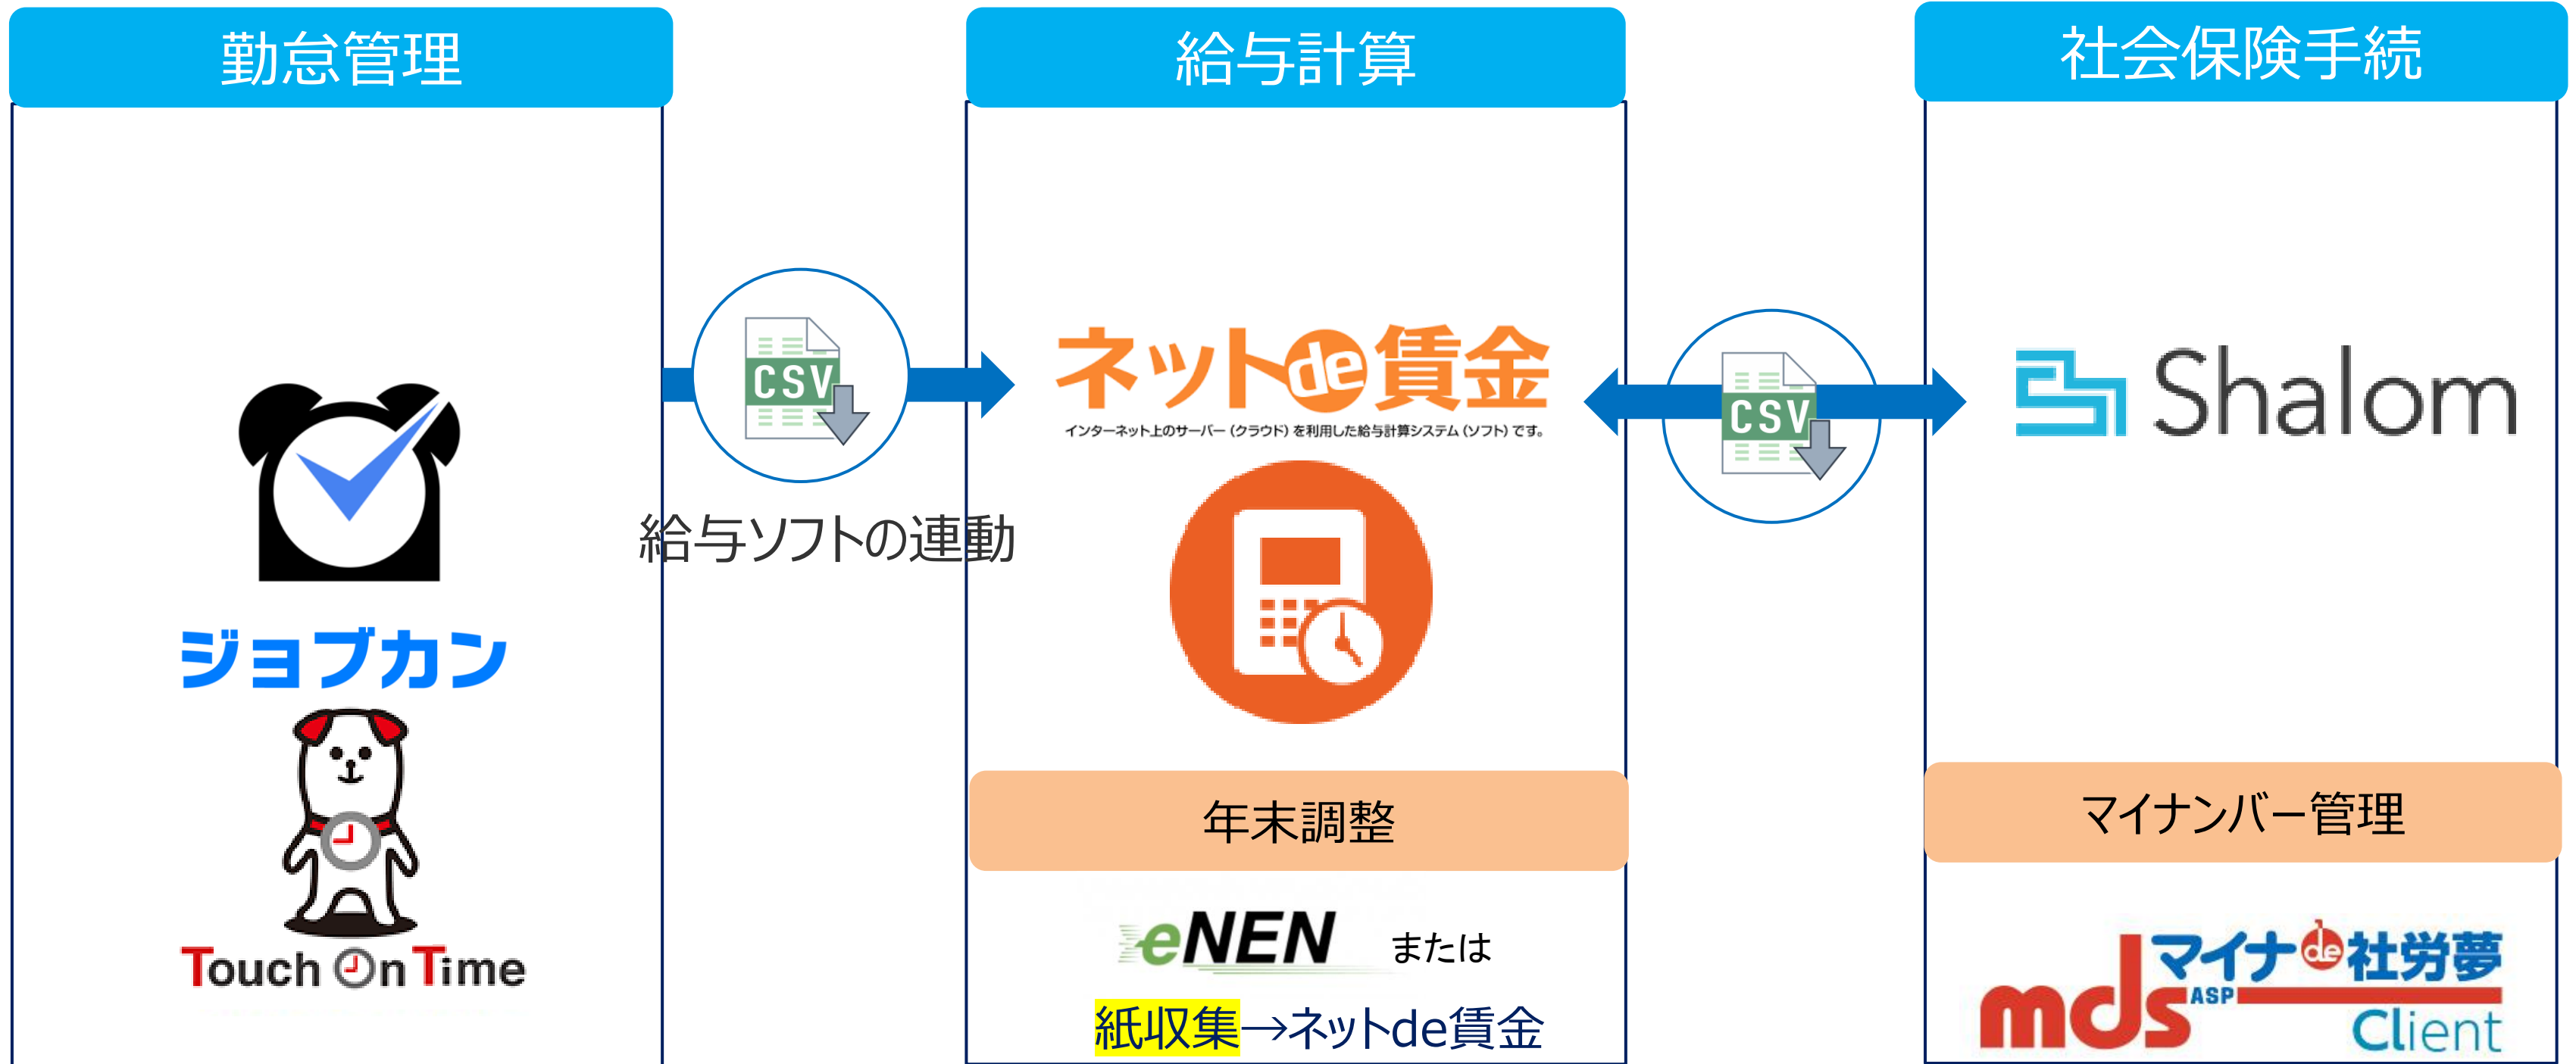 勤怠管理
ジョブカン
Touch On Time
CSV
給与ソフトの連動
給与計算
ネットde賃金
インターネット上のサーバー（クラウド）を利用した給与計算システム（ソフト）です。
年末調整
eNEN または
紙収集→ネットde賃金
CSV
社会保険手続
Shalom
マイナンバー管理
マイナde社労夢
mds ASP
Client